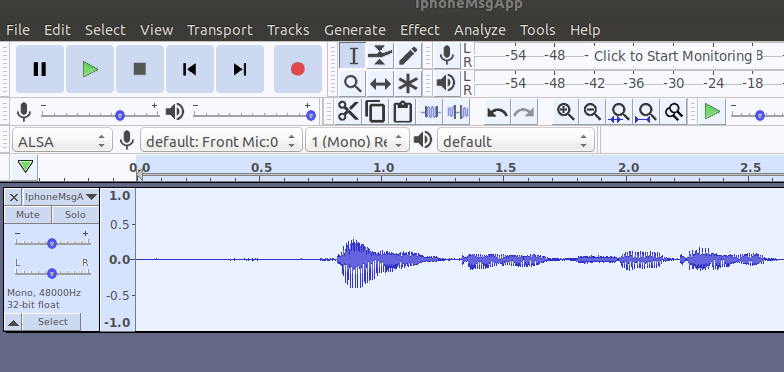 IphoneMsgApp
File Edit Select View Transport Tracks Generate Effect Analyze Tools Help
L R -54 -48 - Click to Start Monitoring 8
L R -54 -48 -42 -36 -30 -24 -18
- + - + -
ALSA default: Front Mic:0 1 (Mono) Re default
0.0 0.5 1.0 1.5 2.0 2.5
IphoneMsgA 1.0
Mute Solo
- + 0.5
L R 0.0
Mono, 48000Hz -0.5
32-bit float
Select -1.0